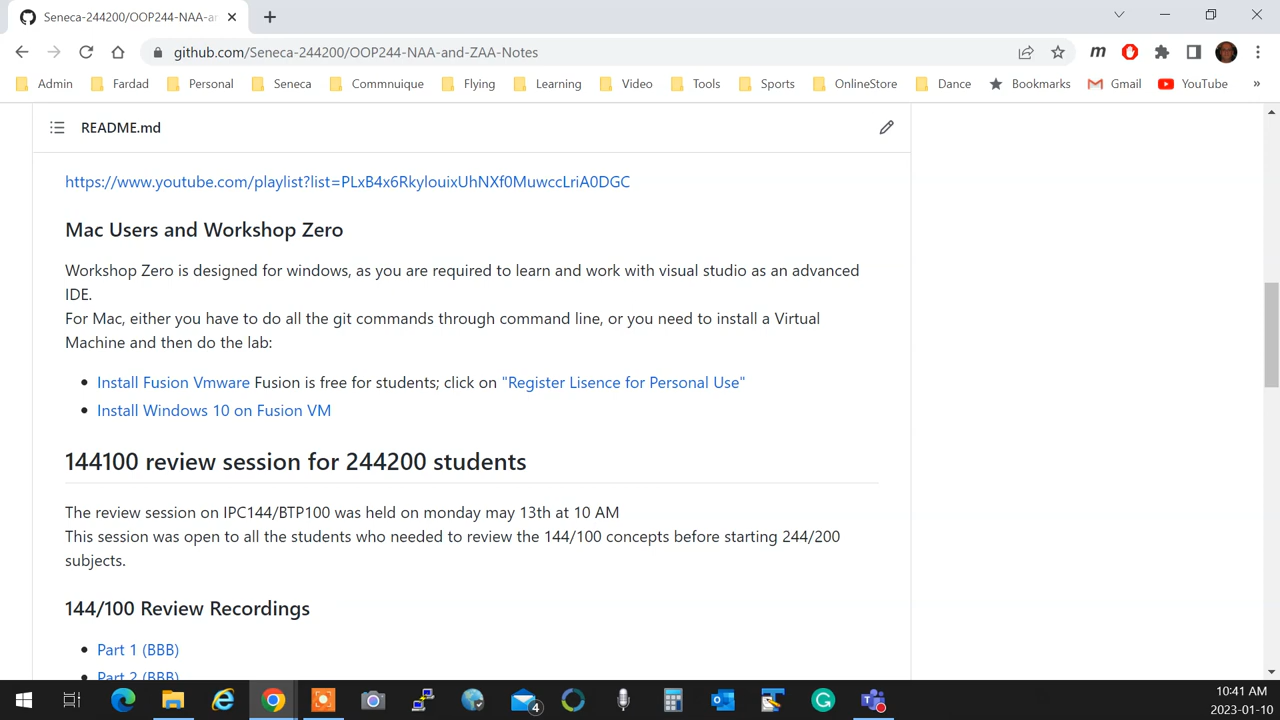 Seneca-244200/OOP244-NAA-an
github.com/Seneca-244200/OOP244-NAA-and-ZAA-Notes
m
Admin Fardad Personal Seneca Commnuique Flying Learning Video Tools Sports OnlineStore Dance Bookmarks Gmail YouTube »
README.md
https://www.youtube.com/playlist?list=PLxB4x6RkylouixUhNXf0MuwccLriA0DGC
Mac Users and Workshop Zero
Workshop Zero is designed for windows, as you are required to learn and work with visual studio as an advanced
IDE.
For Mac, either you have to do all the git commands through command line, or you need to install a Virtual
Machine and then do the lab:
• Install Fusion Vmware Fusion is free for students; click on "Register Lisence for Personal Use"
• Install Windows 10 on Fusion VM
144100 review session for 244200 students
The review session on IPC144/BTP100 was held on monday may 13th at 10 AM
This session was open to all the students who needed to review the 144/100 concepts before starting 244/200
subjects.
144/100 Review Recordings
• Part 1 (BBB)
• Part 2 (BBB)
4
10:41 AM
2023-01-10